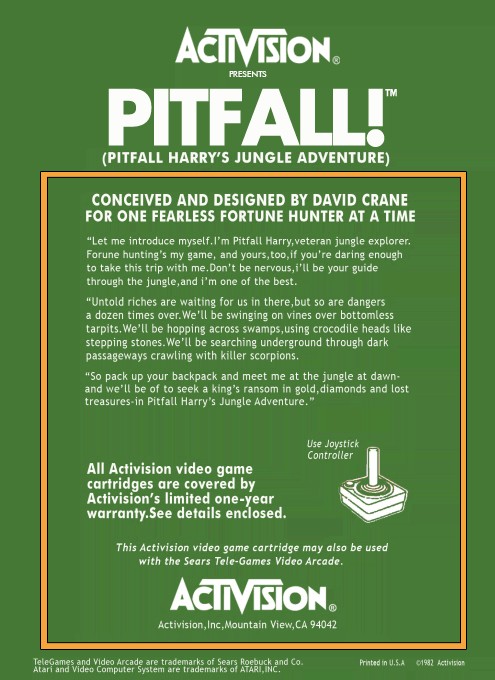 ACTIVISION®
PRESENTS
PITFALL!™
(PITFALL HARRY'S JUNGLE ADVENTURE)
CONCEIVED AND DESIGNED BY DAVID CRANE
FOR ONE FEARLESS FORTUNE HUNTER AT A TIME
"Let me introduce myself.I'm Pitfall Harry,veteran jungle explorer.
Forune hunting's my game, and yours,too,if you're daring enough
to take this trip with me.Don't be nervous,i'll be your guide
through the jungle,and i'm one of the best.
"Untold riches are waiting for us in there,but so are dangers
a dozen times over.We'll be swinging on vines over bottomless
tarpits.We'll be hopping across swamps,using crocodile heads like
stepping stones.We'll be searching underground through dark
passageways crawling with killer scorpions.
"So pack up your backpack and meet me at the jungle at dawn-
and we'll be of to seek a king's ransom in gold,diamonds and lost
treasures-in Pitfall Harry's Jungle Adventure."
Use Joystick
Controller
All Activision video game
cartridges are covered by
Activision's limited one-year
warranty.See details enclosed.
This Activision video game cartridge may also be used
with the Sears Tele-Games Video Arcade.
ACTIVISION®
Activision,Inc,Mountain View,CA 94042
TeleGames and Video Arcade are trademarks of Sears Roebuck and Co.
Atari and Video Computer System are trademarks of ATARI,INC.
Printed in U.S.A ©1982 Activision